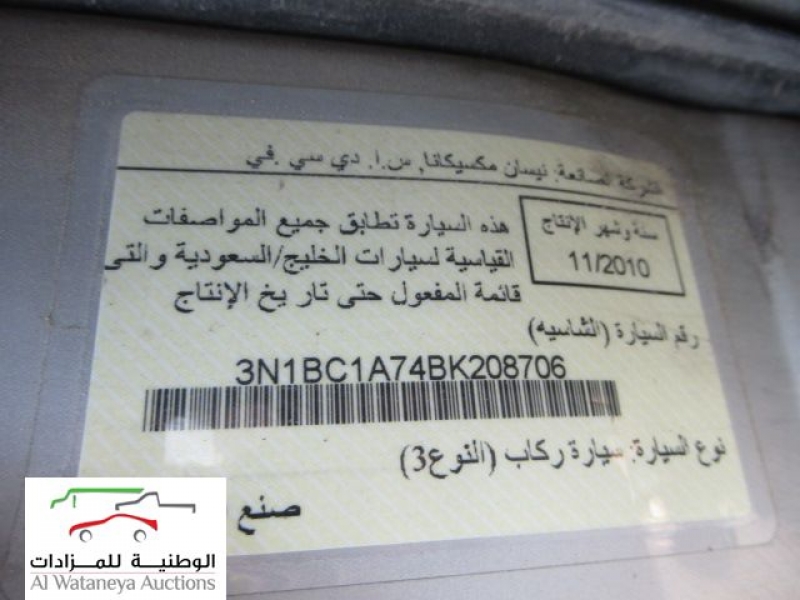 الشركة الصانعة: نيسان مكسيكانا, س.ا. دي سي. في
سنة وشهر الإنتاج
11/2010
هذه السيارة تطابق جميع المواصفات
القياسية لسيارات الخليج/السعودية والتى
قائمة المفعول حتى تاريخ الإنتاج
رقم السيارة (الشاسيه)
3N1BC1A74BK208706
نوع السيارة: سيارة ركاب (النوع3)
صنع
الوطنية للمزادات
Al Wataneya Auctions